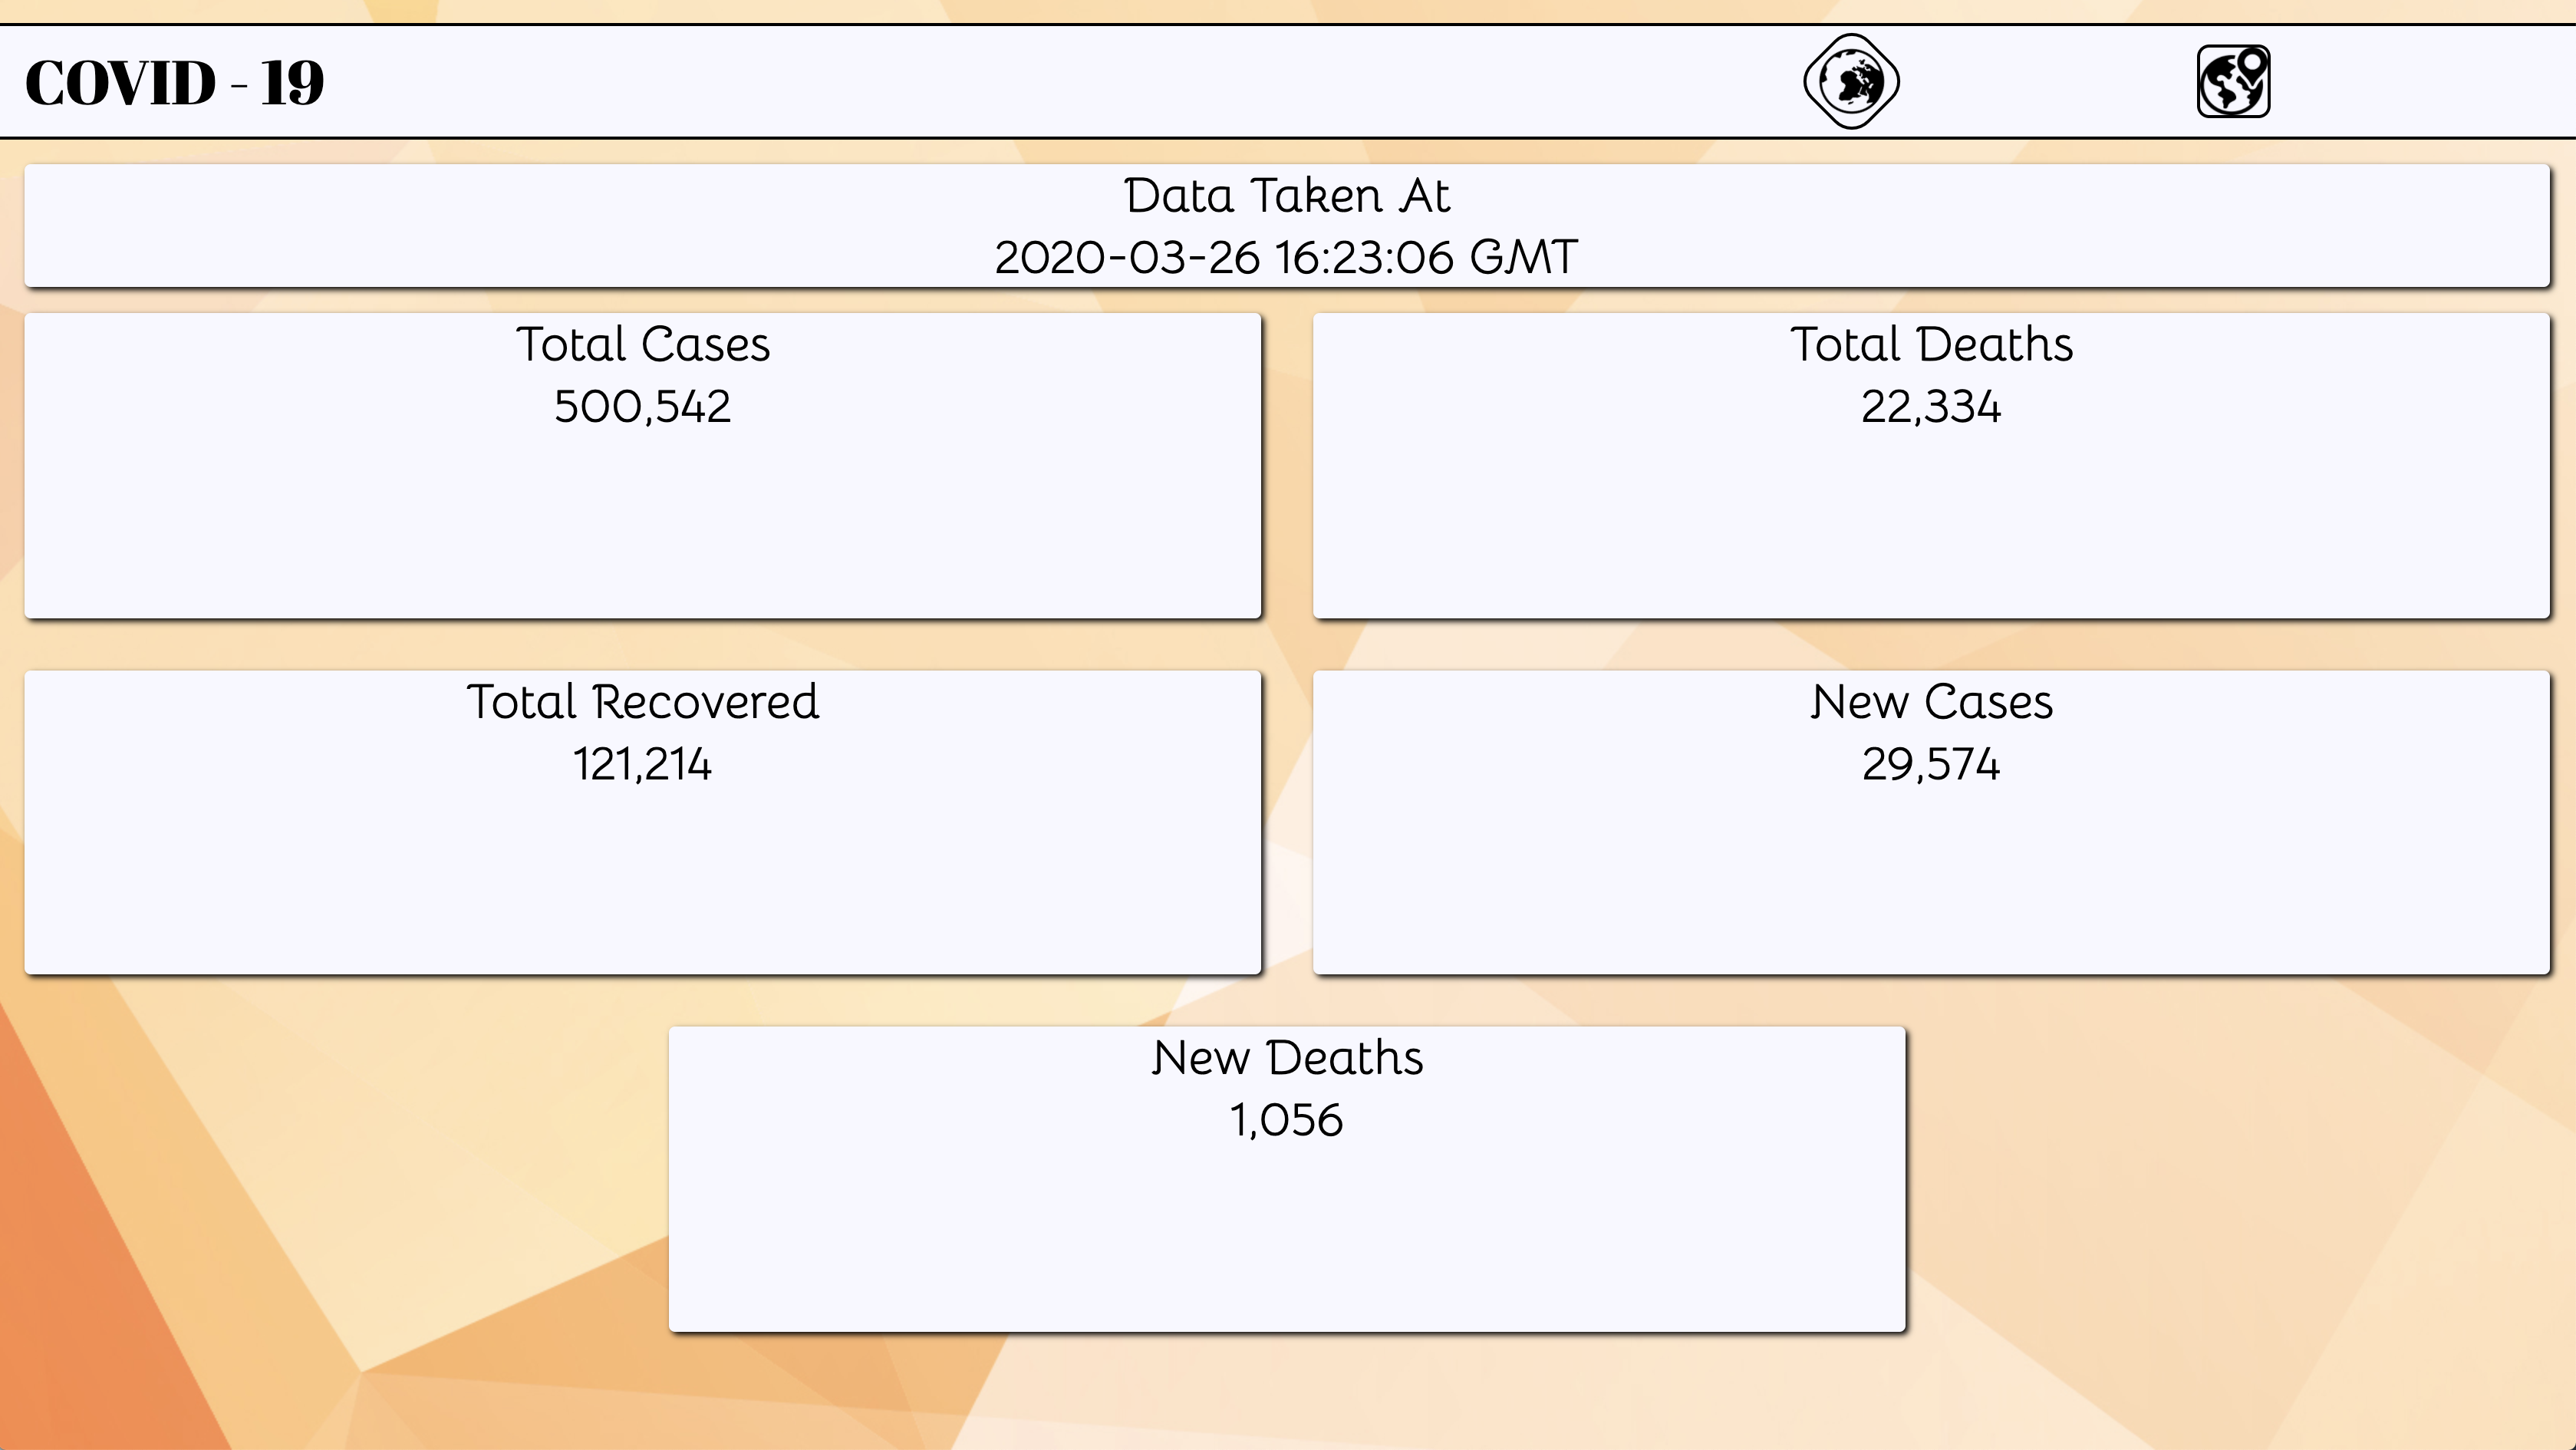 COVID - 19
Data Taken At
2020-03-26 16:23:06 GMT
Total Cases
500,542
Total Deaths
22,334
Total Recovered
121,214
New Cases
29,574
New Deaths
1,056